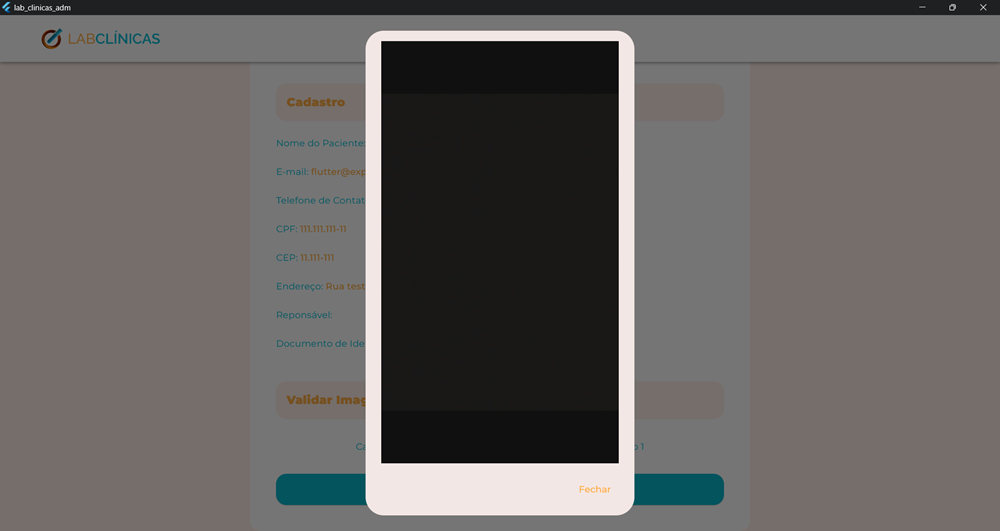 lab_clinicas_adm
LABCLÍNICAS
Cadastro
Nome do Paciente:
E-mail: flutter@exp
Telefone de Contat
CPF: 111.111.111-11
CEP: 11.111-111
Endereço: Rua test
Reponsável:
Documento de Ide
Validar Imag
Ca o 1
Fechar